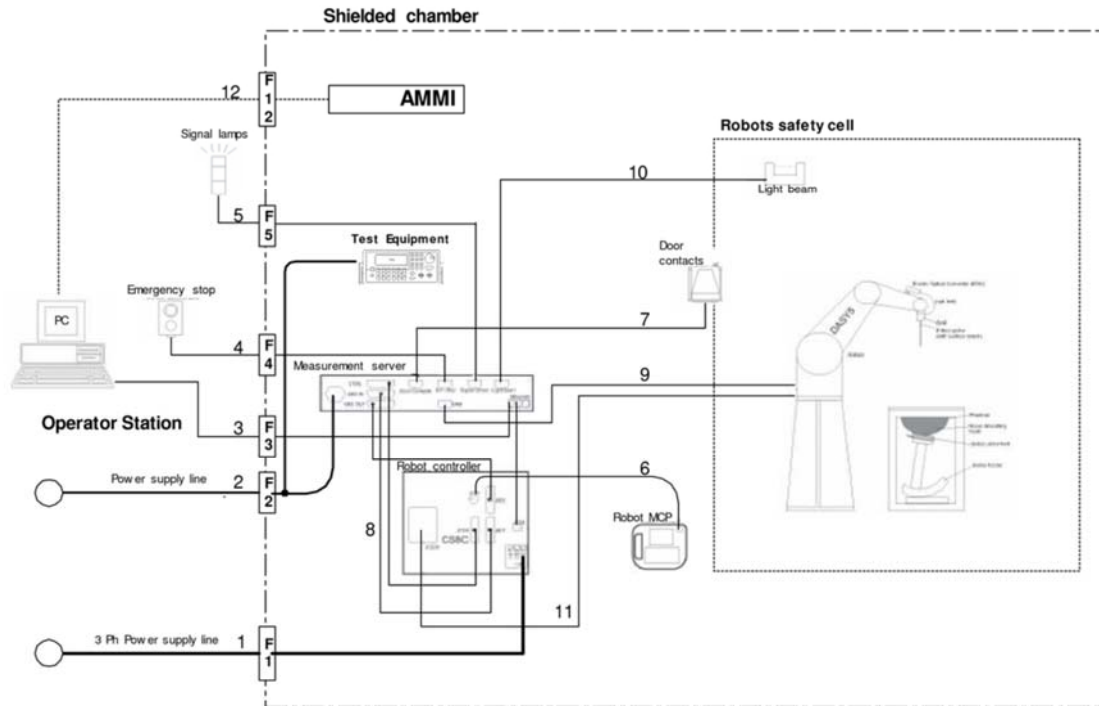 Shielded chamber
12
F
1
2
AMMI
Signal lamps
Robots safety cell
10
Light beam
5
F
5
Test Equipment
Door
contacts
Emergency stop
PC
DASY5
7
4
F
4
Measurement server
9
Operator Station
3
F
3
Robot controller
Power supply line
2
F
2
6
Robot MCP
8
CS8C
11
3 Ph Power supply line
1
F
1